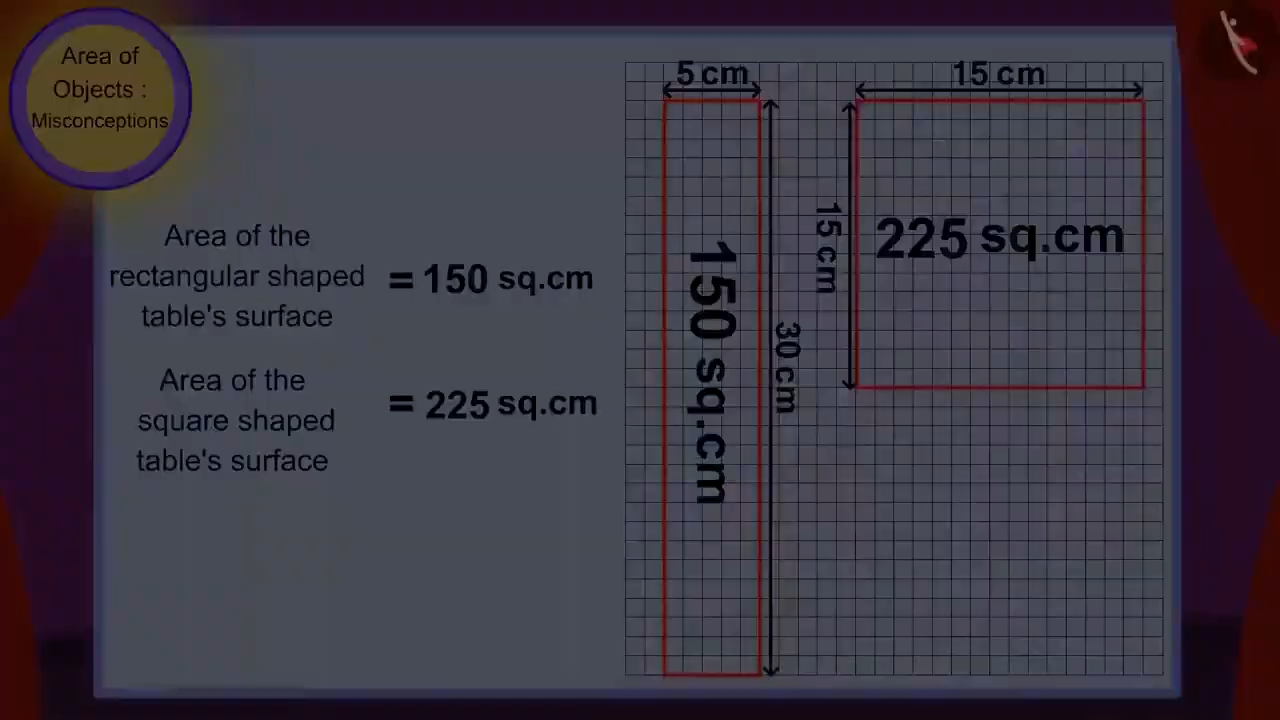 Area of
Objects :
Misconceptions
Area of the
rectangular shaped
table's surface
= 150 sq.cm
Area of the
square shaped
table's surface
= 225 sq.cm
5 cm
150 sq.cm
30 cm
15 cm
15 cm
225 sq.cm